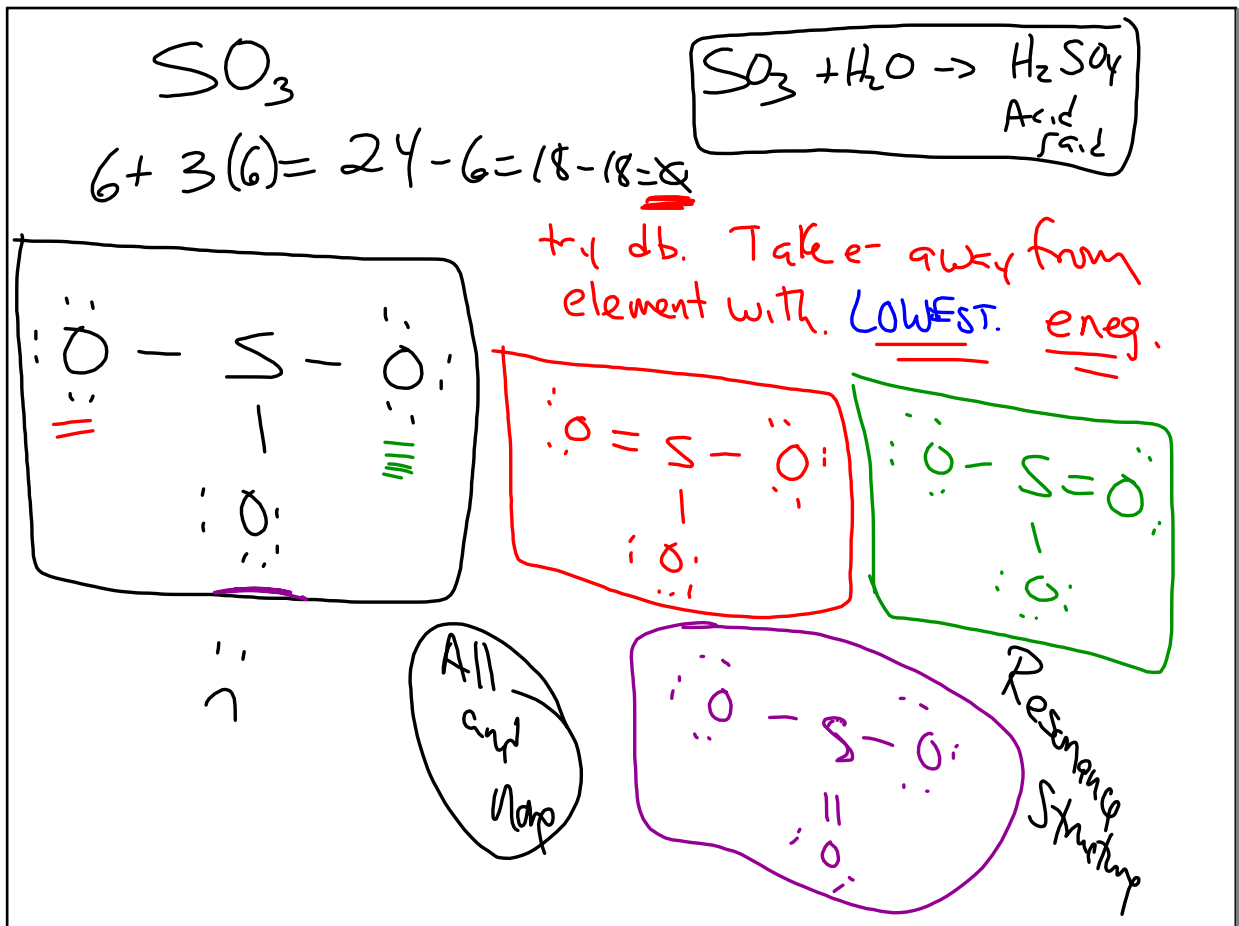 SO₃
SO₃ + H₂O → H₂SO₄
Acid
rain
6 + 3(6) = 24 - 6 = 18 - 18 = 0
try db. Take e- away from
element with. LOWEST. eneg.
O - S - O
|
O
O = S - O
|
O
O - S = O
|
O
All
and
None
O - S - O
||
O
Resonance
Structure